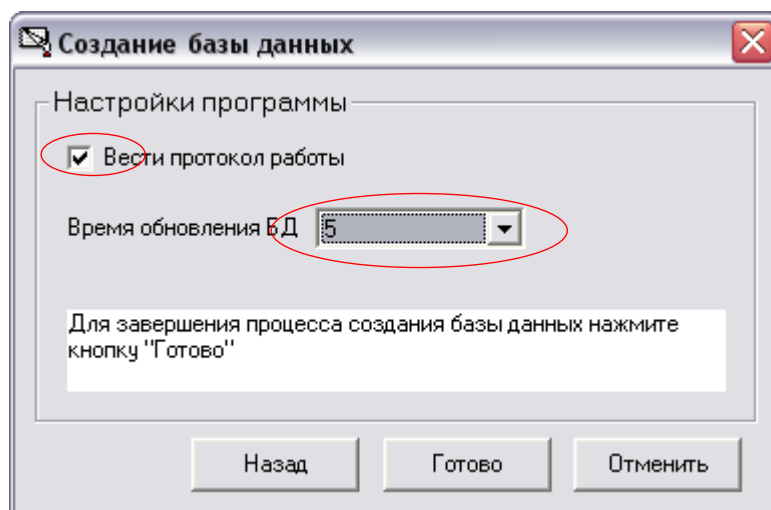 Создание базы данных
Настройки программы
Вести протокол работы
Время обновления БД 5
Для завершения процесса создания базы данных нажмите
кнопку "Готово"
Назад Готово Отменить